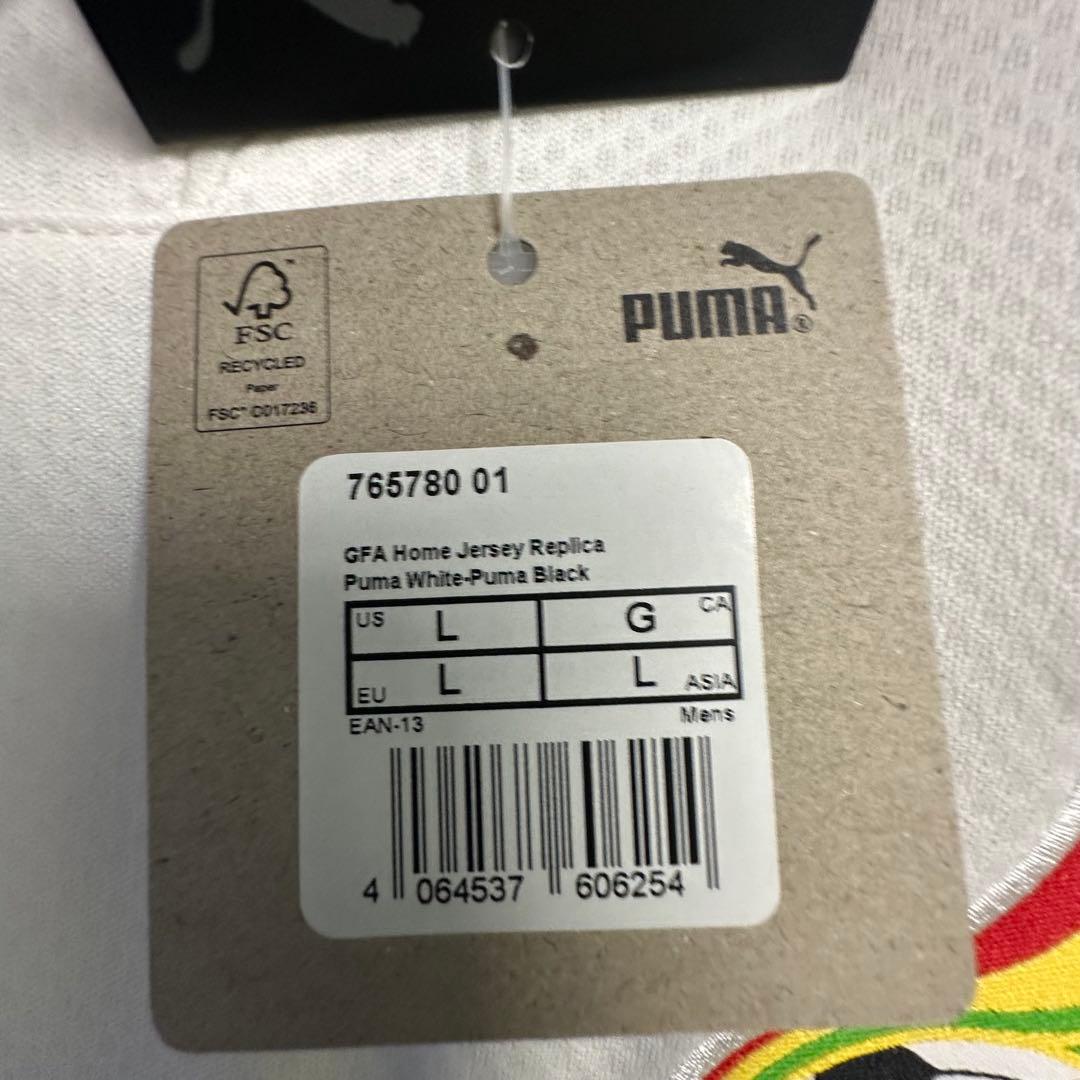 FSC
RECYCLED
Paper
FSC® C017236
PUMA®
765780 01
GFA Home Jersey Replica
Puma White-Puma Black
US L G CA
EU L L ASIA
EAN-13 Mens
4 064537 606254